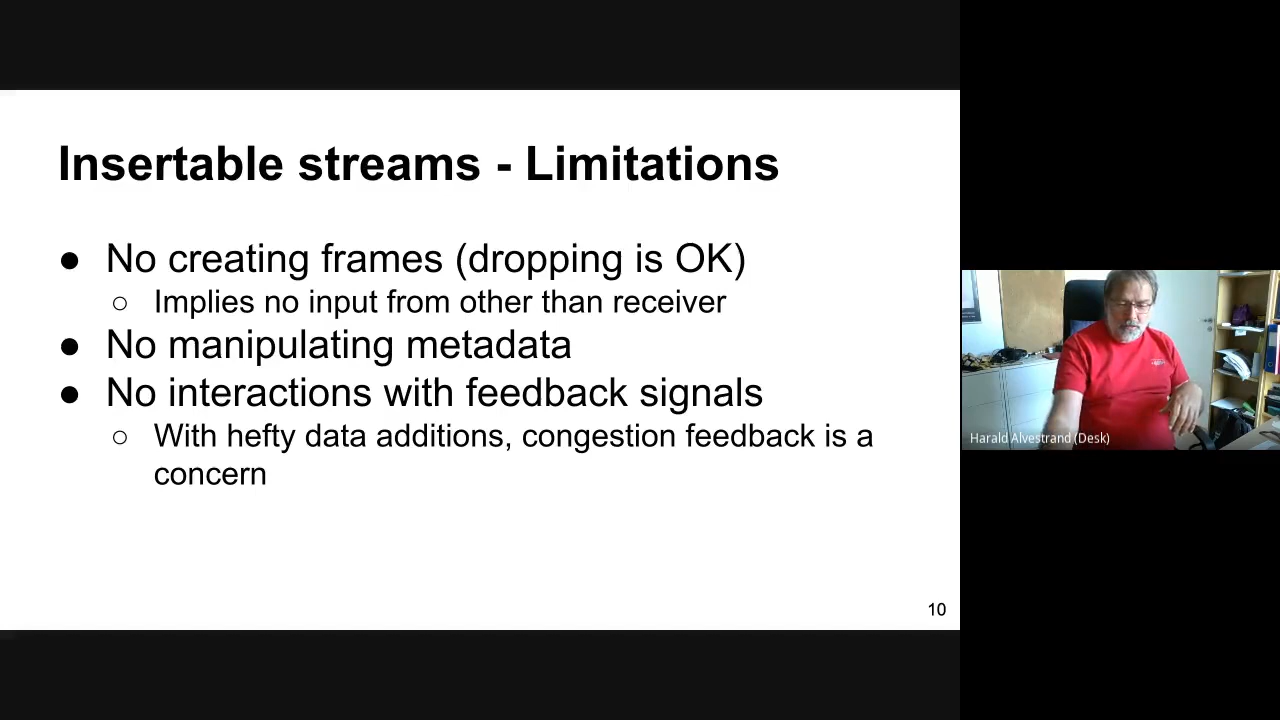 Insertable streams - Limitations
● No creating frames (dropping is OK)
○ Implies no input from other than receiver
● No manipulating metadata
● No interactions with feedback signals
○ With hefty data additions, congestion feedback is a
concern
10
Harald Alvestrand (Desk)